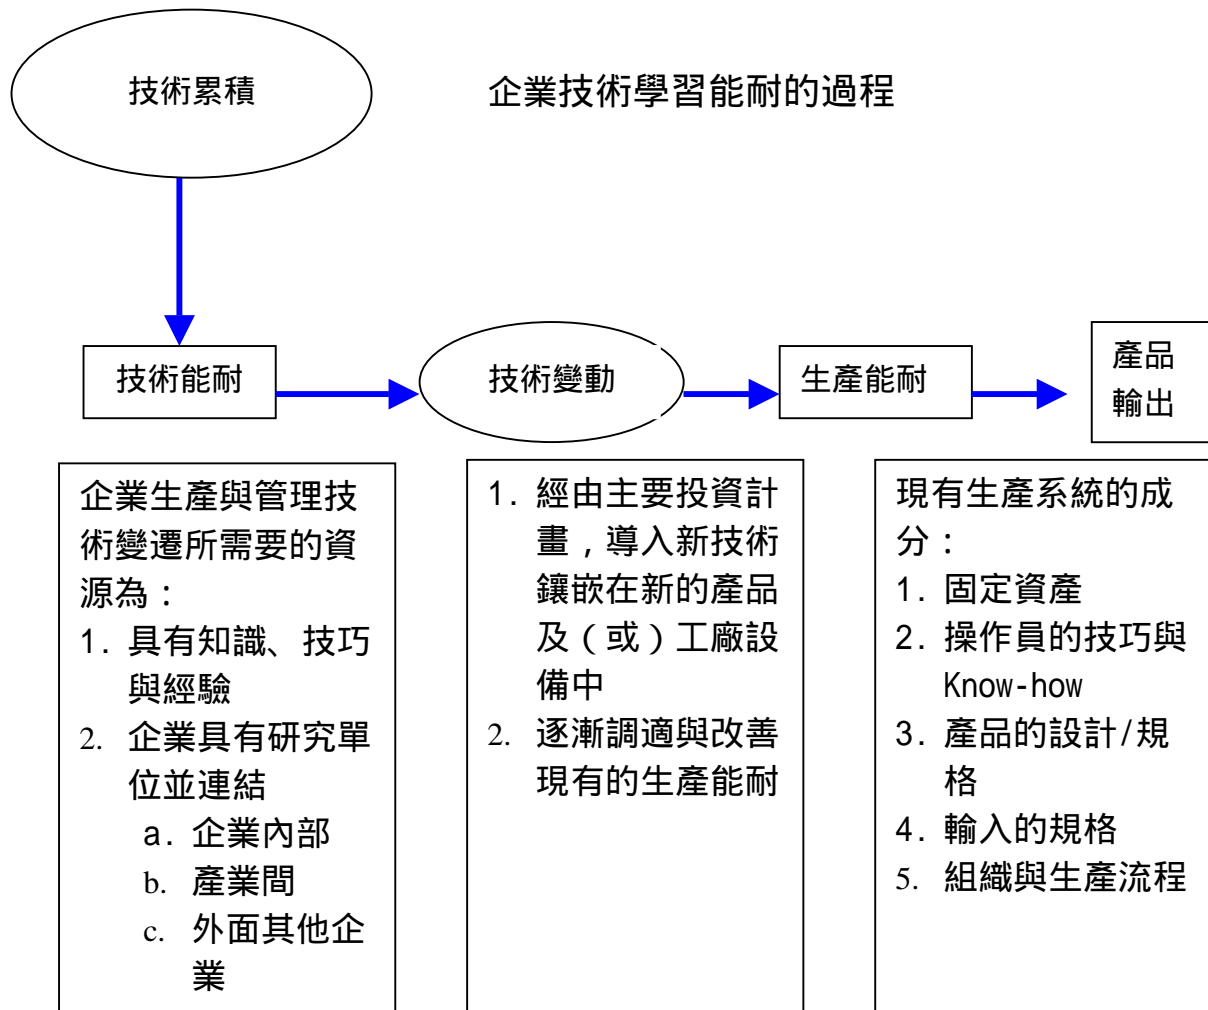 技術累積
企業技術學習能耐的過程
技術能耐
技術變動
生產能耐
產品
輸出
企業生產與管理技
術變遷所需要的資
源為：
1. 具有知識、技巧
與經驗
2. 企業具有研究單
位並連結
a. 企業內部
b. 產業間
c. 外面其他企
業
1. 經由主要投資計
畫，導入新技術
鑲嵌在新的產品
及（或）工廠設
備中
2. 逐漸調適與改善
現有的生產能耐
現有生產系統的成
分：
1. 固定資產
2. 操作員的技巧與
Know-how
3. 產品的設計/規
格
4. 輸入的規格
5. 組織與生產流程